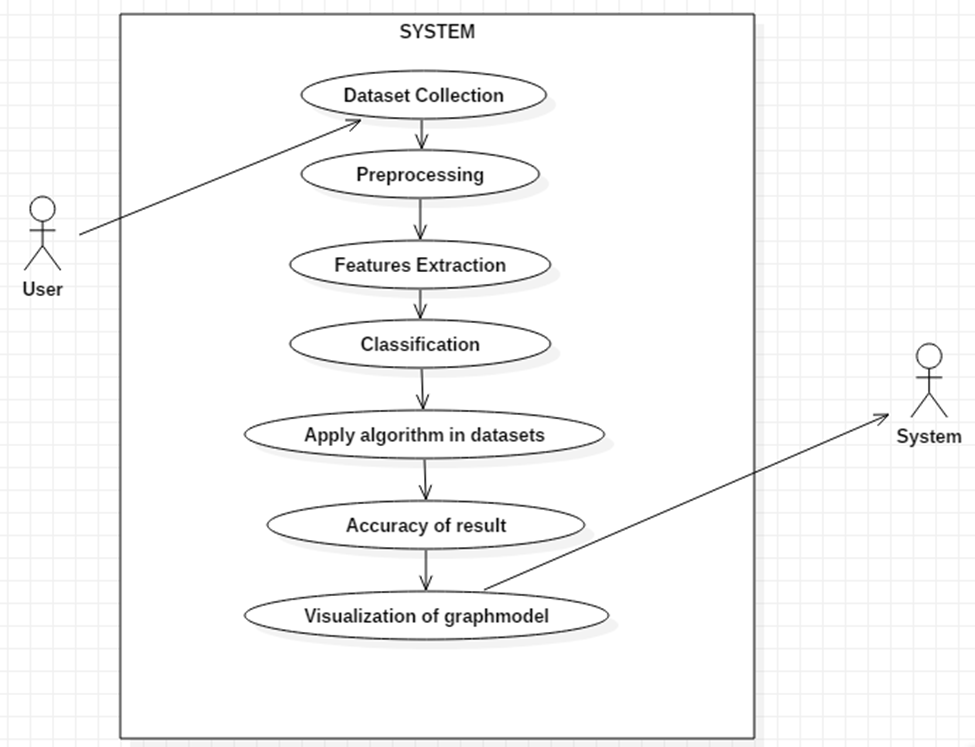 SYSTEM
Dataset Collection
Preprocessing
User
Features Extraction
Classification
System
Apply algorithm in datasets
Accuracy of result
Visualization of graphmodel